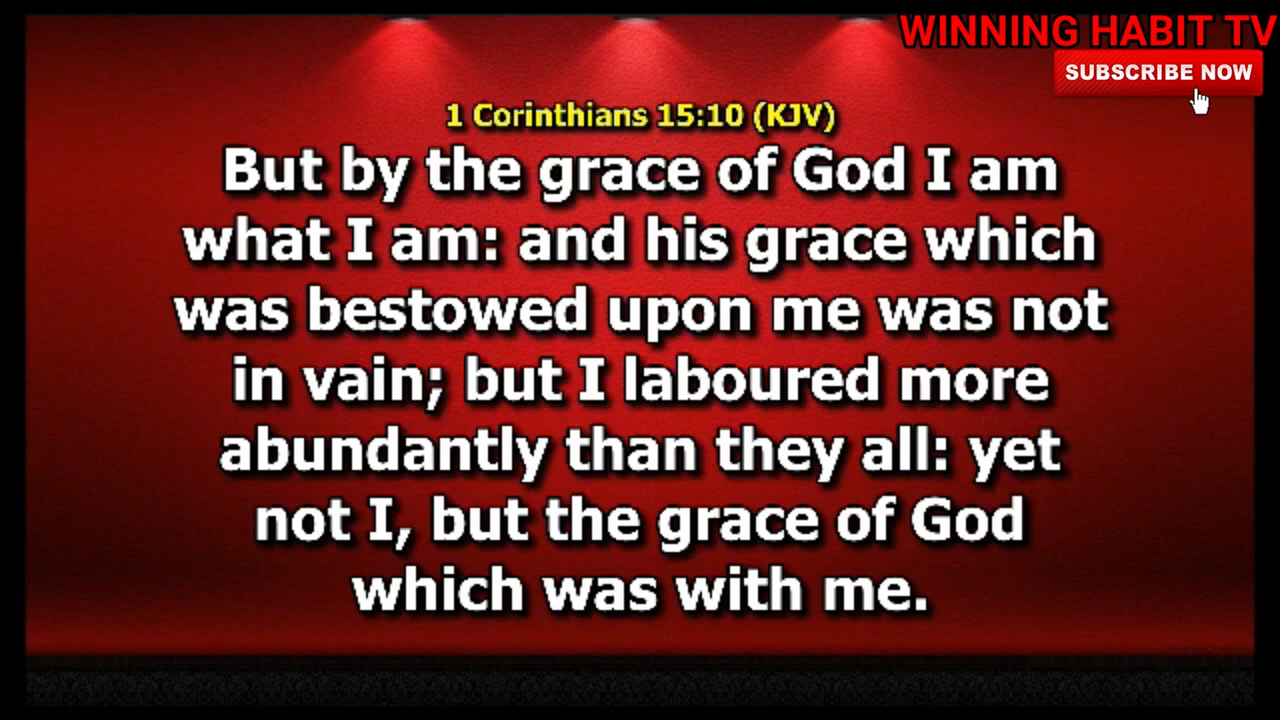 WINNING HABIT TV
SUBSCRIBE NOW
1 Corinthians 15:10 (KJV)
But by the grace of God I am
what I am: and his grace which
was bestowed upon me was not
in vain; but I laboured more
abundantly than they all: yet
not I, but the grace of God
which was with me.